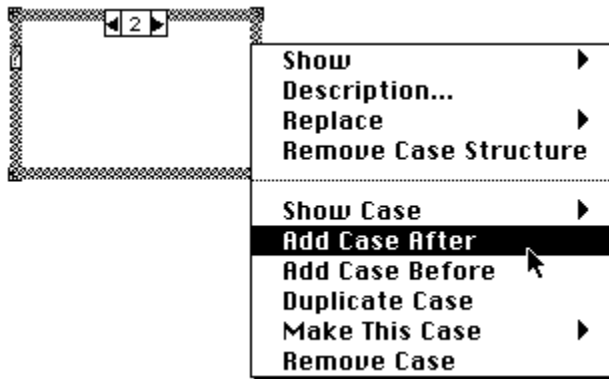 2
?
Show
Description...
Replace
Remove Case Structure
Show Case
Add Case After
Add Case Before
Duplicate Case
Make This Case
Remove Case